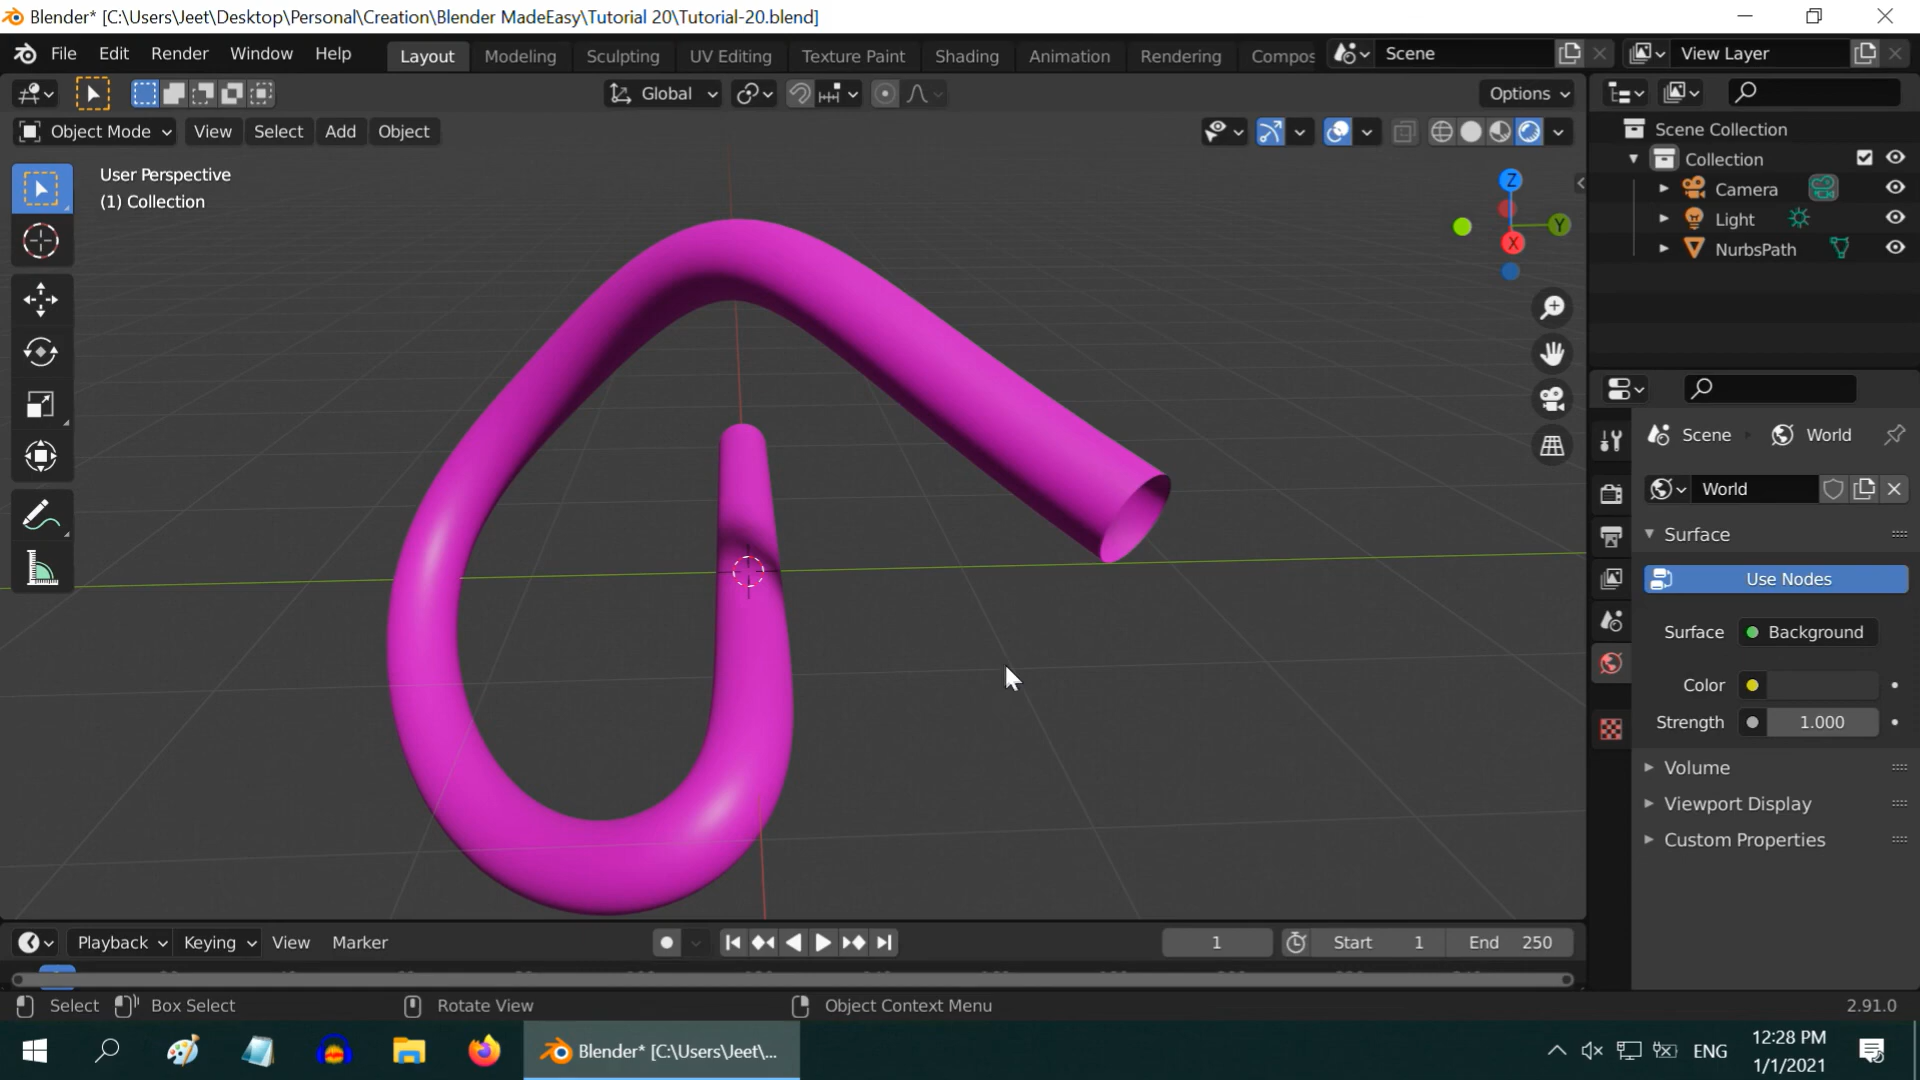 Blender* [C:\Users\Jeet\Desktop\Personal\Creation\Blender MadeEasy\Tutorial 20\Tutorial-20.blend]
File Edit Render Window Help Layout Modeling Sculpting UV Editing Texture Paint Shading Animation Rendering Compos Scene View Layer
Global Options
Object Mode View Select Add Object
User Perspective
(1) Collection
Z
Y
X
Scene Collection
Collection
Camera
Light
NurbsPath
Scene World
World
Surface
Use Nodes
Surface Background
Color
Strength 1.000
Volume
Viewport Display
Custom Properties
Playback Keying View Marker 1 Start 1 End 250
Select Box Select Rotate View Object Context Menu 2.91.0
Blender* [C:\Users\Jeet\... ENG 12:28 PM
1/1/2021